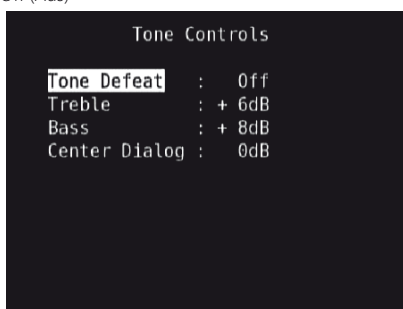 Tone Controls
Tone Defeat : Off
Treble : + 6dB
Bass : + 8dB
Center Dialog : 0dB